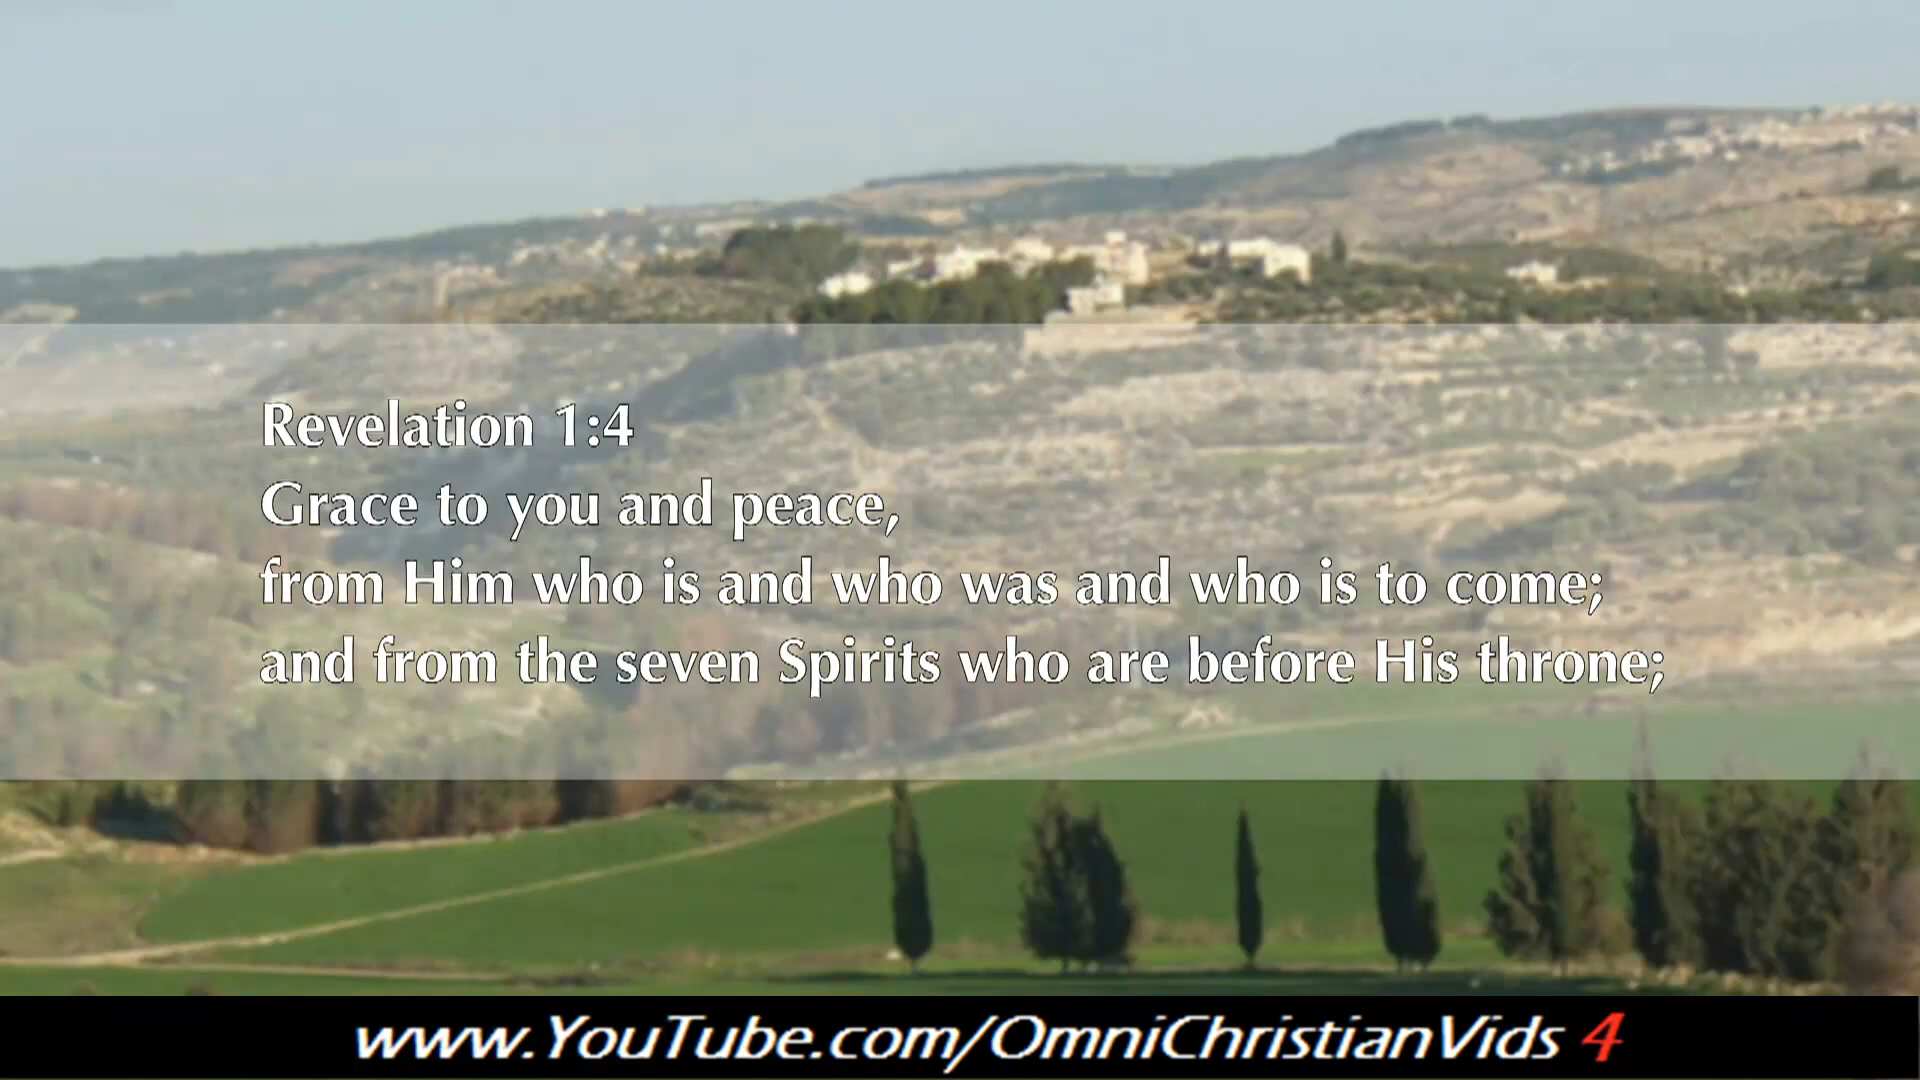 Revelation 1:4
Grace to you and peace,
from Him who is and who was and who is to come;
and from the seven Spirits who are before His throne;
www.YouTube.com/OmniChristianVids 4